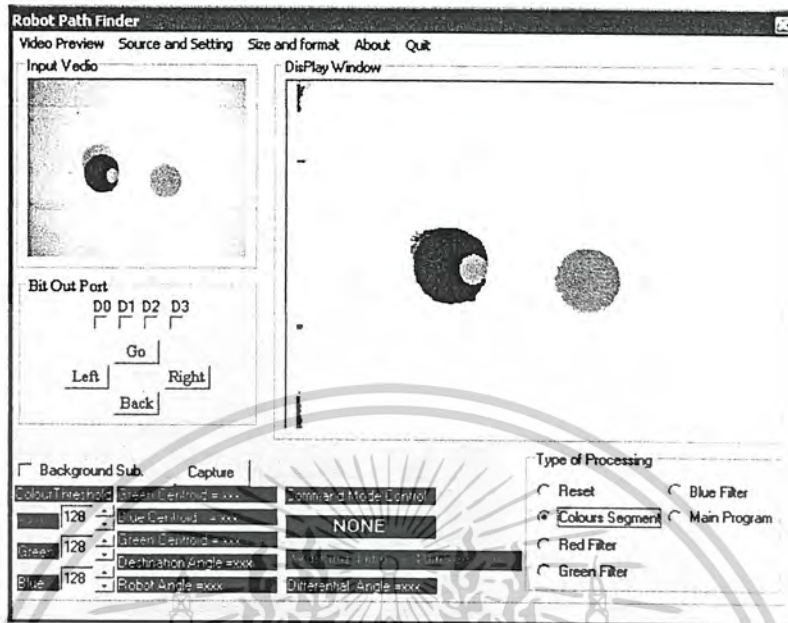 Robot Path Finder
Video Preview Source and Setting Size and format About Quit
Input Vedio
DisPlay Window
Bit Out Port
D0 D1 D2 D3
Go
Left Right
Back
Background Sub. Capture
Type of Processing
Reset
Blue Filter
Colours Segment
Main Program
Red Filter
Green Filter
ColourThreshold
128
Green 128
Blue 128
Green Centroid =xxx
Blue Centroid =xxx
Green Centroid =xxx
Destination Angle =xxx
Robot Angle =xxx
Command Mode Control
NONE
Differential Angle =xxx